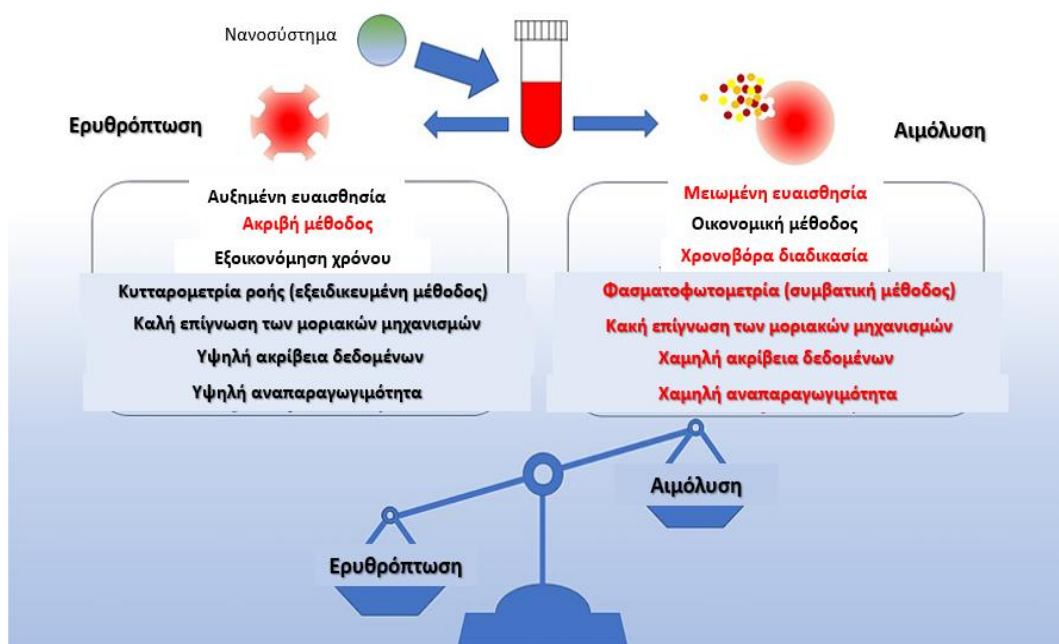 Νανοσύστημα
Ερυθρόπτωση
Αιμόλυση
Αυξημένη ευαισθησία
Ακριβή μέθοδος
Εξοικονόμηση χρόνου
Κυτταρομετρία ροής (εξειδικευμένη μέθοδος)
Καλή επίγνωση των μοριακών μηχανισμών
Υψηλή ακρίβεια δεδομένων
Υψηλή αναπαραγωγιμότητα
Μειωμένη ευαισθησία
Οικονομική μέθοδος
Χρονοβόρα διαδικασία
Φασματοφωτομετρία (συμβατική μέθοδος)
Κακή επίγνωση των μοριακών μηχανισμών
Χαμηλή ακρίβεια δεδομένων
Χαμηλή αναπαραγωγιμότητα
Αιμόλυση
Ερυθρόπτωση